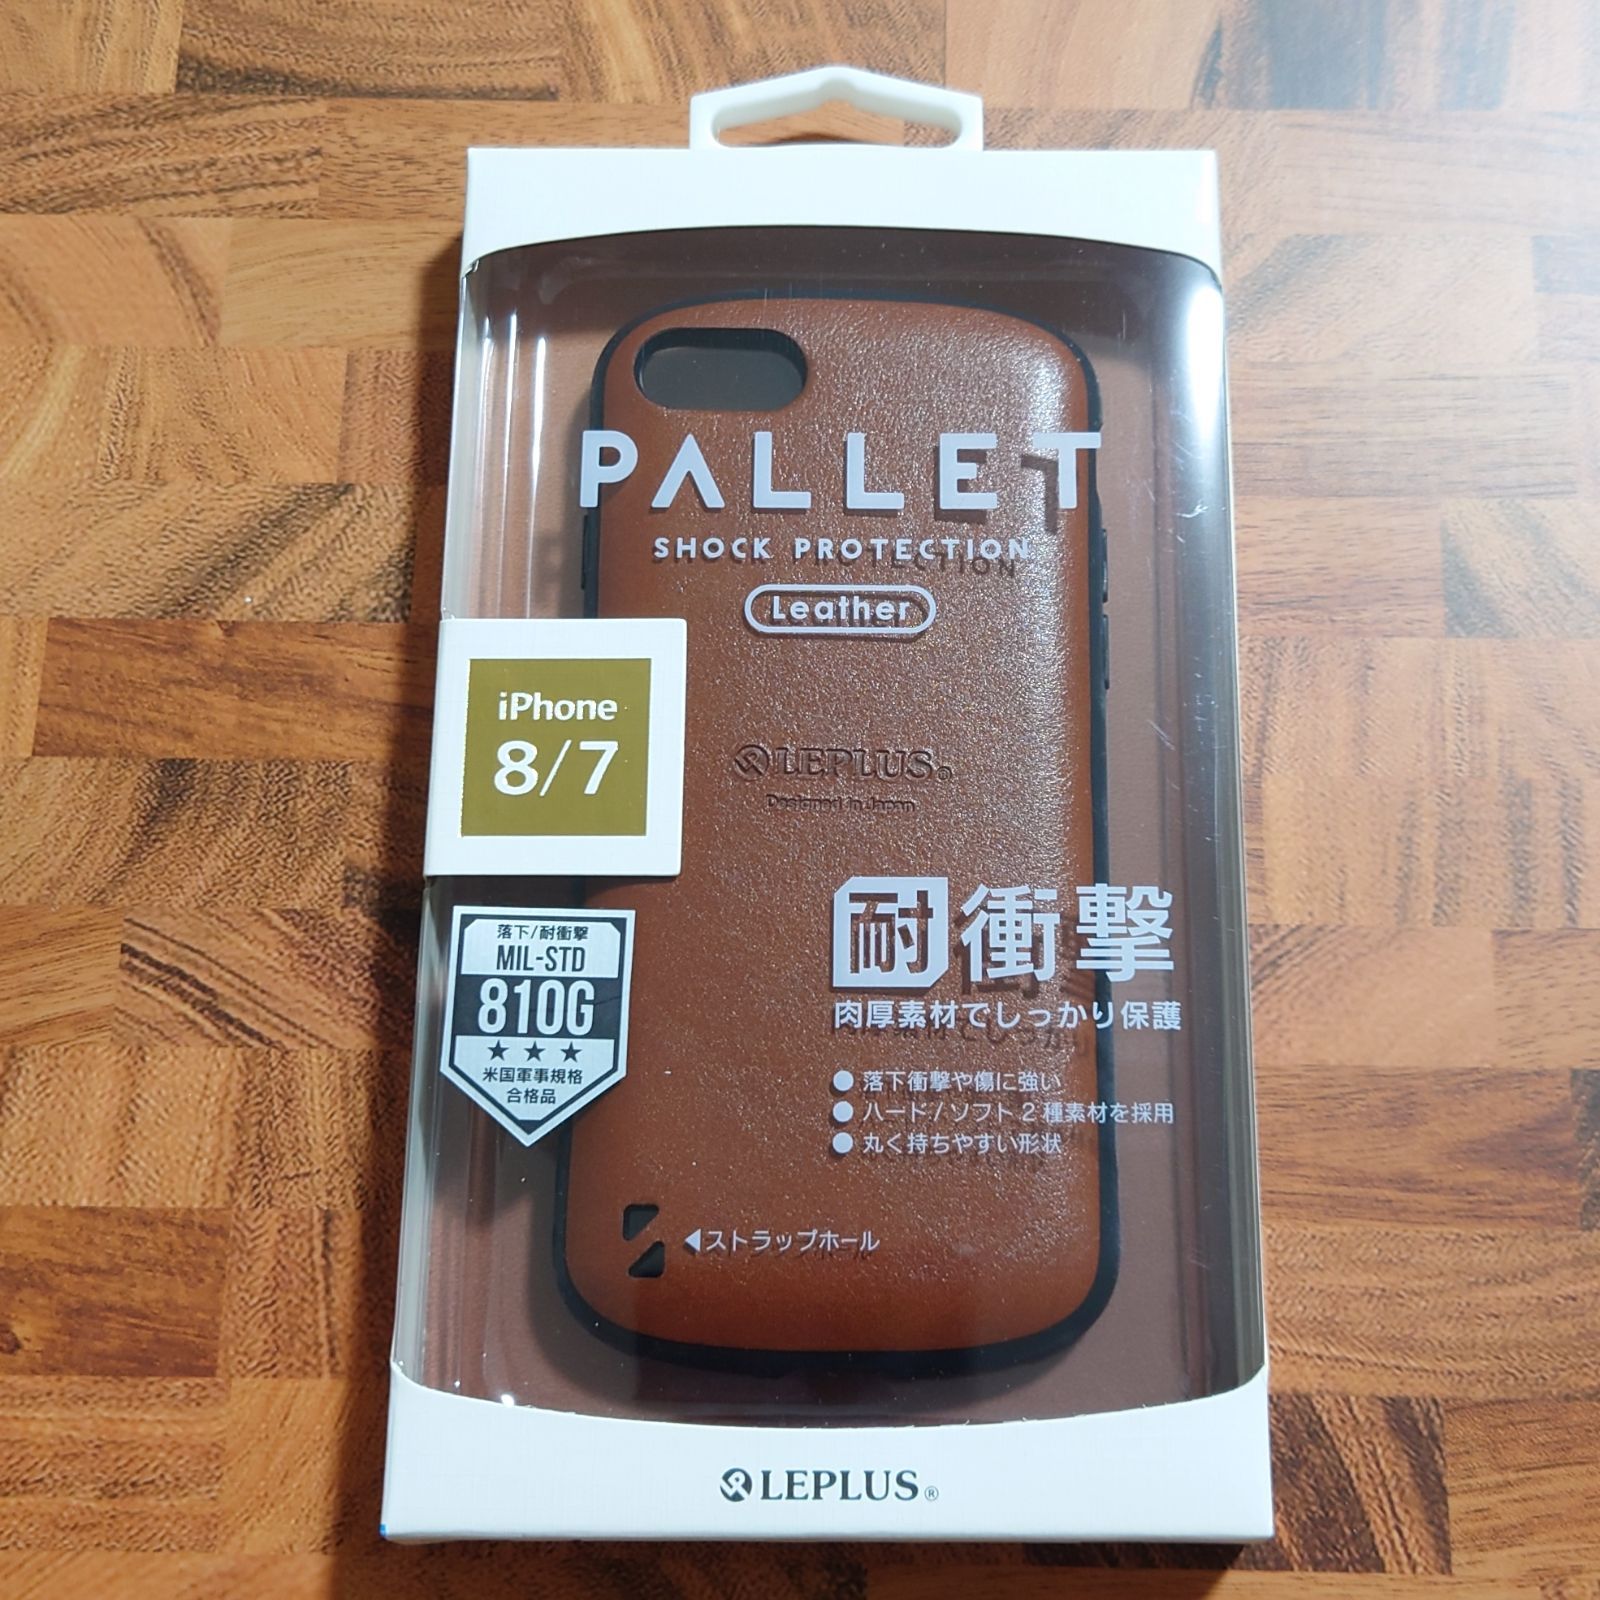 PALLET
SHOCK PROTECTION
Leather
iPhone
8/7
LEPLUS®
Designed in Japan
落下/耐衝撃
MIL-STD
810G
★ ★ ★
米国軍事規格
合格品
耐衝撃
肉厚素材でしっかり保護
● 落下衝撃や傷に強い
● ハード/ソフト2種素材を採用
● 丸く持ちやすい形状
◀ストラップホール
LEPLUS®